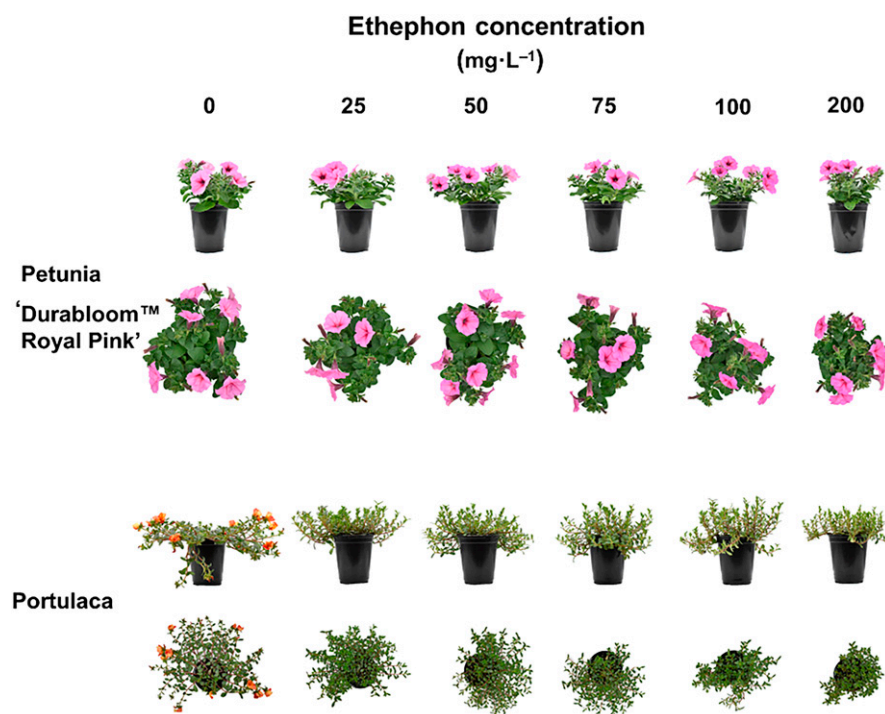 Ethephon concentration
(mg·L⁻¹)
0 25 50 75 100 200
Petunia
‘Durabloom™
Royal Pink’
Portulaca